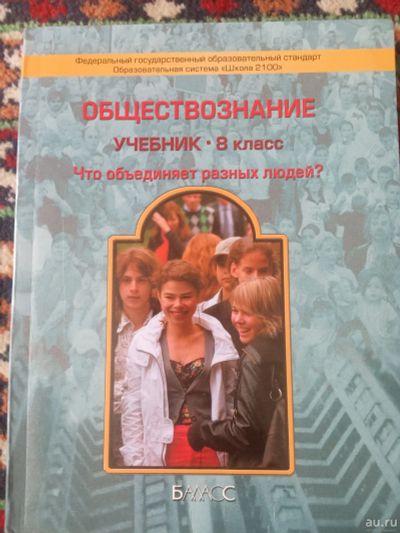 Федеральный государственный образовательный стандарт
Образовательная система «Школа 2100»
ОБЩЕСТВОЗНАНИЕ
УЧЕБНИК · 8 класс
Что объединяет разных людей?
БАЛАСС
au.ru